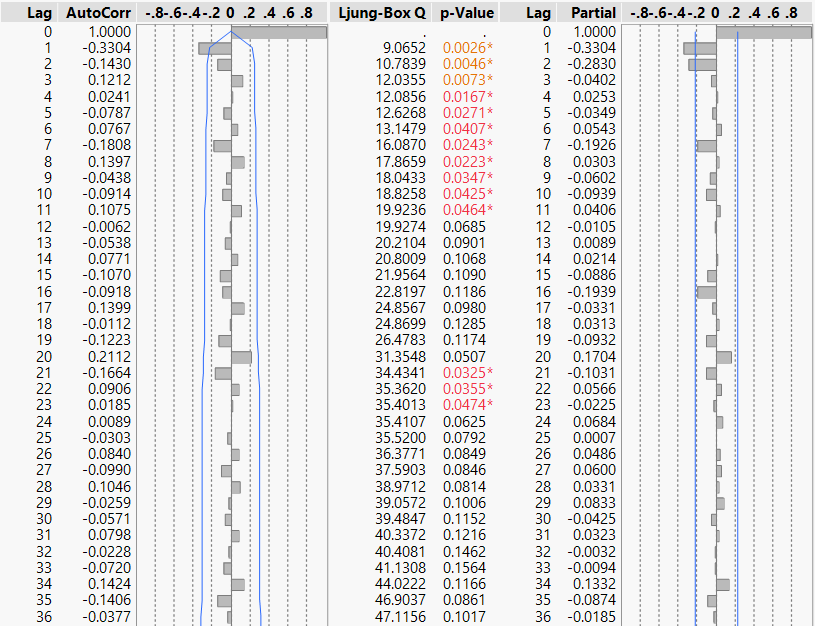 Lag AutoCorr -.8-.6-.4-.2 0 .2 .4 .6 .8 Ljung-Box Q p-Value Lag Partial -.8-.6-.4-.2 0 .2 .4 .6 .8
0 1.0000 . . 0 1.0000
1 -0.3304 9.0652 0.0026* 1 -0.3304
2 -0.1430 10.7839 0.0046* 2 -0.2830
3 0.1212 12.0355 0.0073* 3 -0.0402
4 0.0241 12.0856 0.0167* 4 0.0253
5 -0.0787 12.6268 0.0271* 5 -0.0349
6 0.0767 13.1479 0.0407* 6 0.0543
7 -0.1808 16.0870 0.0243* 7 -0.1926
8 0.1397 17.8659 0.0223* 8 0.0303
9 -0.0438 18.0433 0.0347* 9 -0.0602
10 -0.0914 18.8258 0.0425* 10 -0.0939
11 0.1075 19.9236 0.0464* 11 0.0406
12 -0.0062 19.9274 0.0685 12 -0.0105
13 -0.0538 20.2104 0.0901 13 0.0089
14 0.0771 20.8009 0.1068 14 0.0214
15 -0.1070 21.9564 0.1090 15 -0.0886
16 -0.0918 22.8197 0.1186 16 -0.1939
17 0.1399 24.8567 0.0980 17 -0.0331
18 -0.0112 24.8699 0.1285 18 0.0313
19 -0.1223 26.4783 0.1174 19 -0.0932
20 0.2112 31.3548 0.0507 20 0.1704
21 -0.1664 34.4341 0.0325* 21 -0.1031
22 0.0906 35.3620 0.0355* 22 0.0566
23 0.0185 35.4013 0.0474* 23 -0.0225
24 0.0089 35.4107 0.0625 24 0.0684
25 -0.0303 35.5200 0.0792 25 0.0007
26 0.0840 36.3771 0.0849 26 0.0486
27 -0.0990 37.5903 0.0846 27 0.0600
28 0.1046 38.9712 0.0814 28 0.0331
29 -0.0259 39.0572 0.1006 29 0.0833
30 -0.0571 39.4847 0.1152 30 -0.0425
31 0.0798 40.3372 0.1216 31 0.0323
32 -0.0228 40.4081 0.1462 32 -0.0032
33 -0.0720 41.1308 0.1564 33 -0.0094
34 0.1424 44.0222 0.1166 34 0.1332
35 -0.1406 46.9037 0.0861 35 -0.0874
36 -0.0377 47.1156 0.1017 36 -0.0185